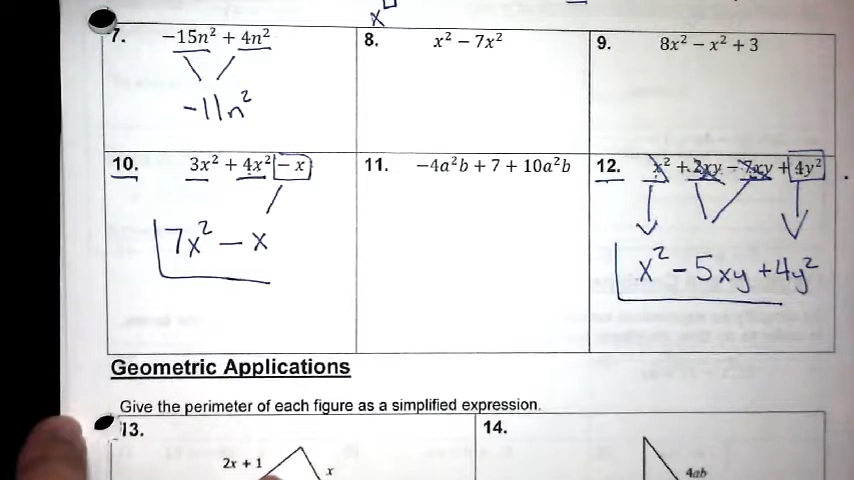 x
7. -15n² + 4n²
-11n²
8. x² - 7x²
9. 8x² - x² + 3
10. 3x² + 4x² - x
7x² - x
11. -4a²b + 7 + 10a²b
12. x² + 2xy - 7xy + 4y²
x² - 5xy + 4y²
Geometric Applications
Give the perimeter of each figure as a simplified expression.
13.
2x + 1
x
14.
4ab